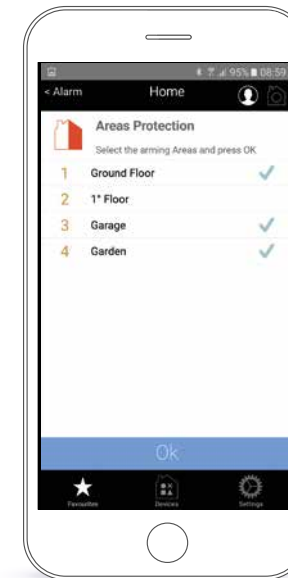 95% 08:59
< Alarm Home
Areas Protection
Select the arming Areas and press OK
1 Ground Floor
2 1° Floor
3 Garage
4 Garden
Ok
Favourites Devices Settings